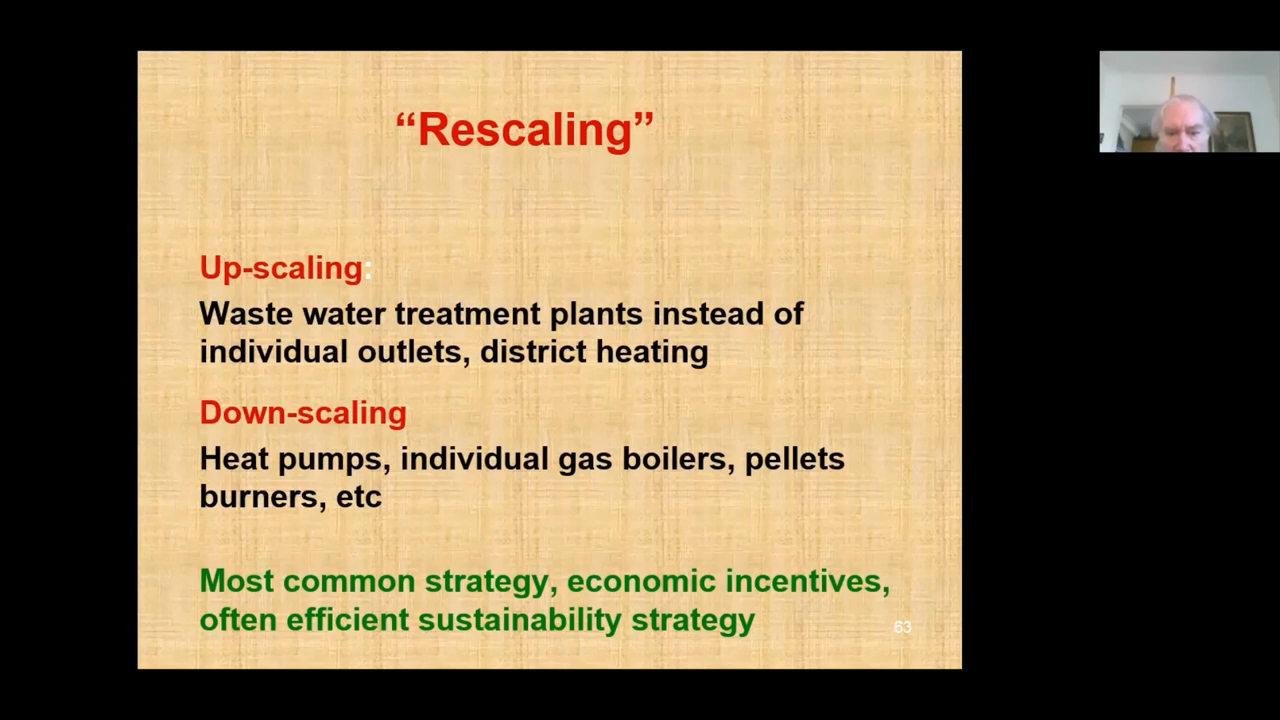 “Rescaling”
Up-scaling:
Waste water treatment plants instead of
individual outlets, district heating
Down-scaling
Heat pumps, individual gas boilers, pellets
burners, etc
Most common strategy, economic incentives,
often efficient sustainability strategy
63